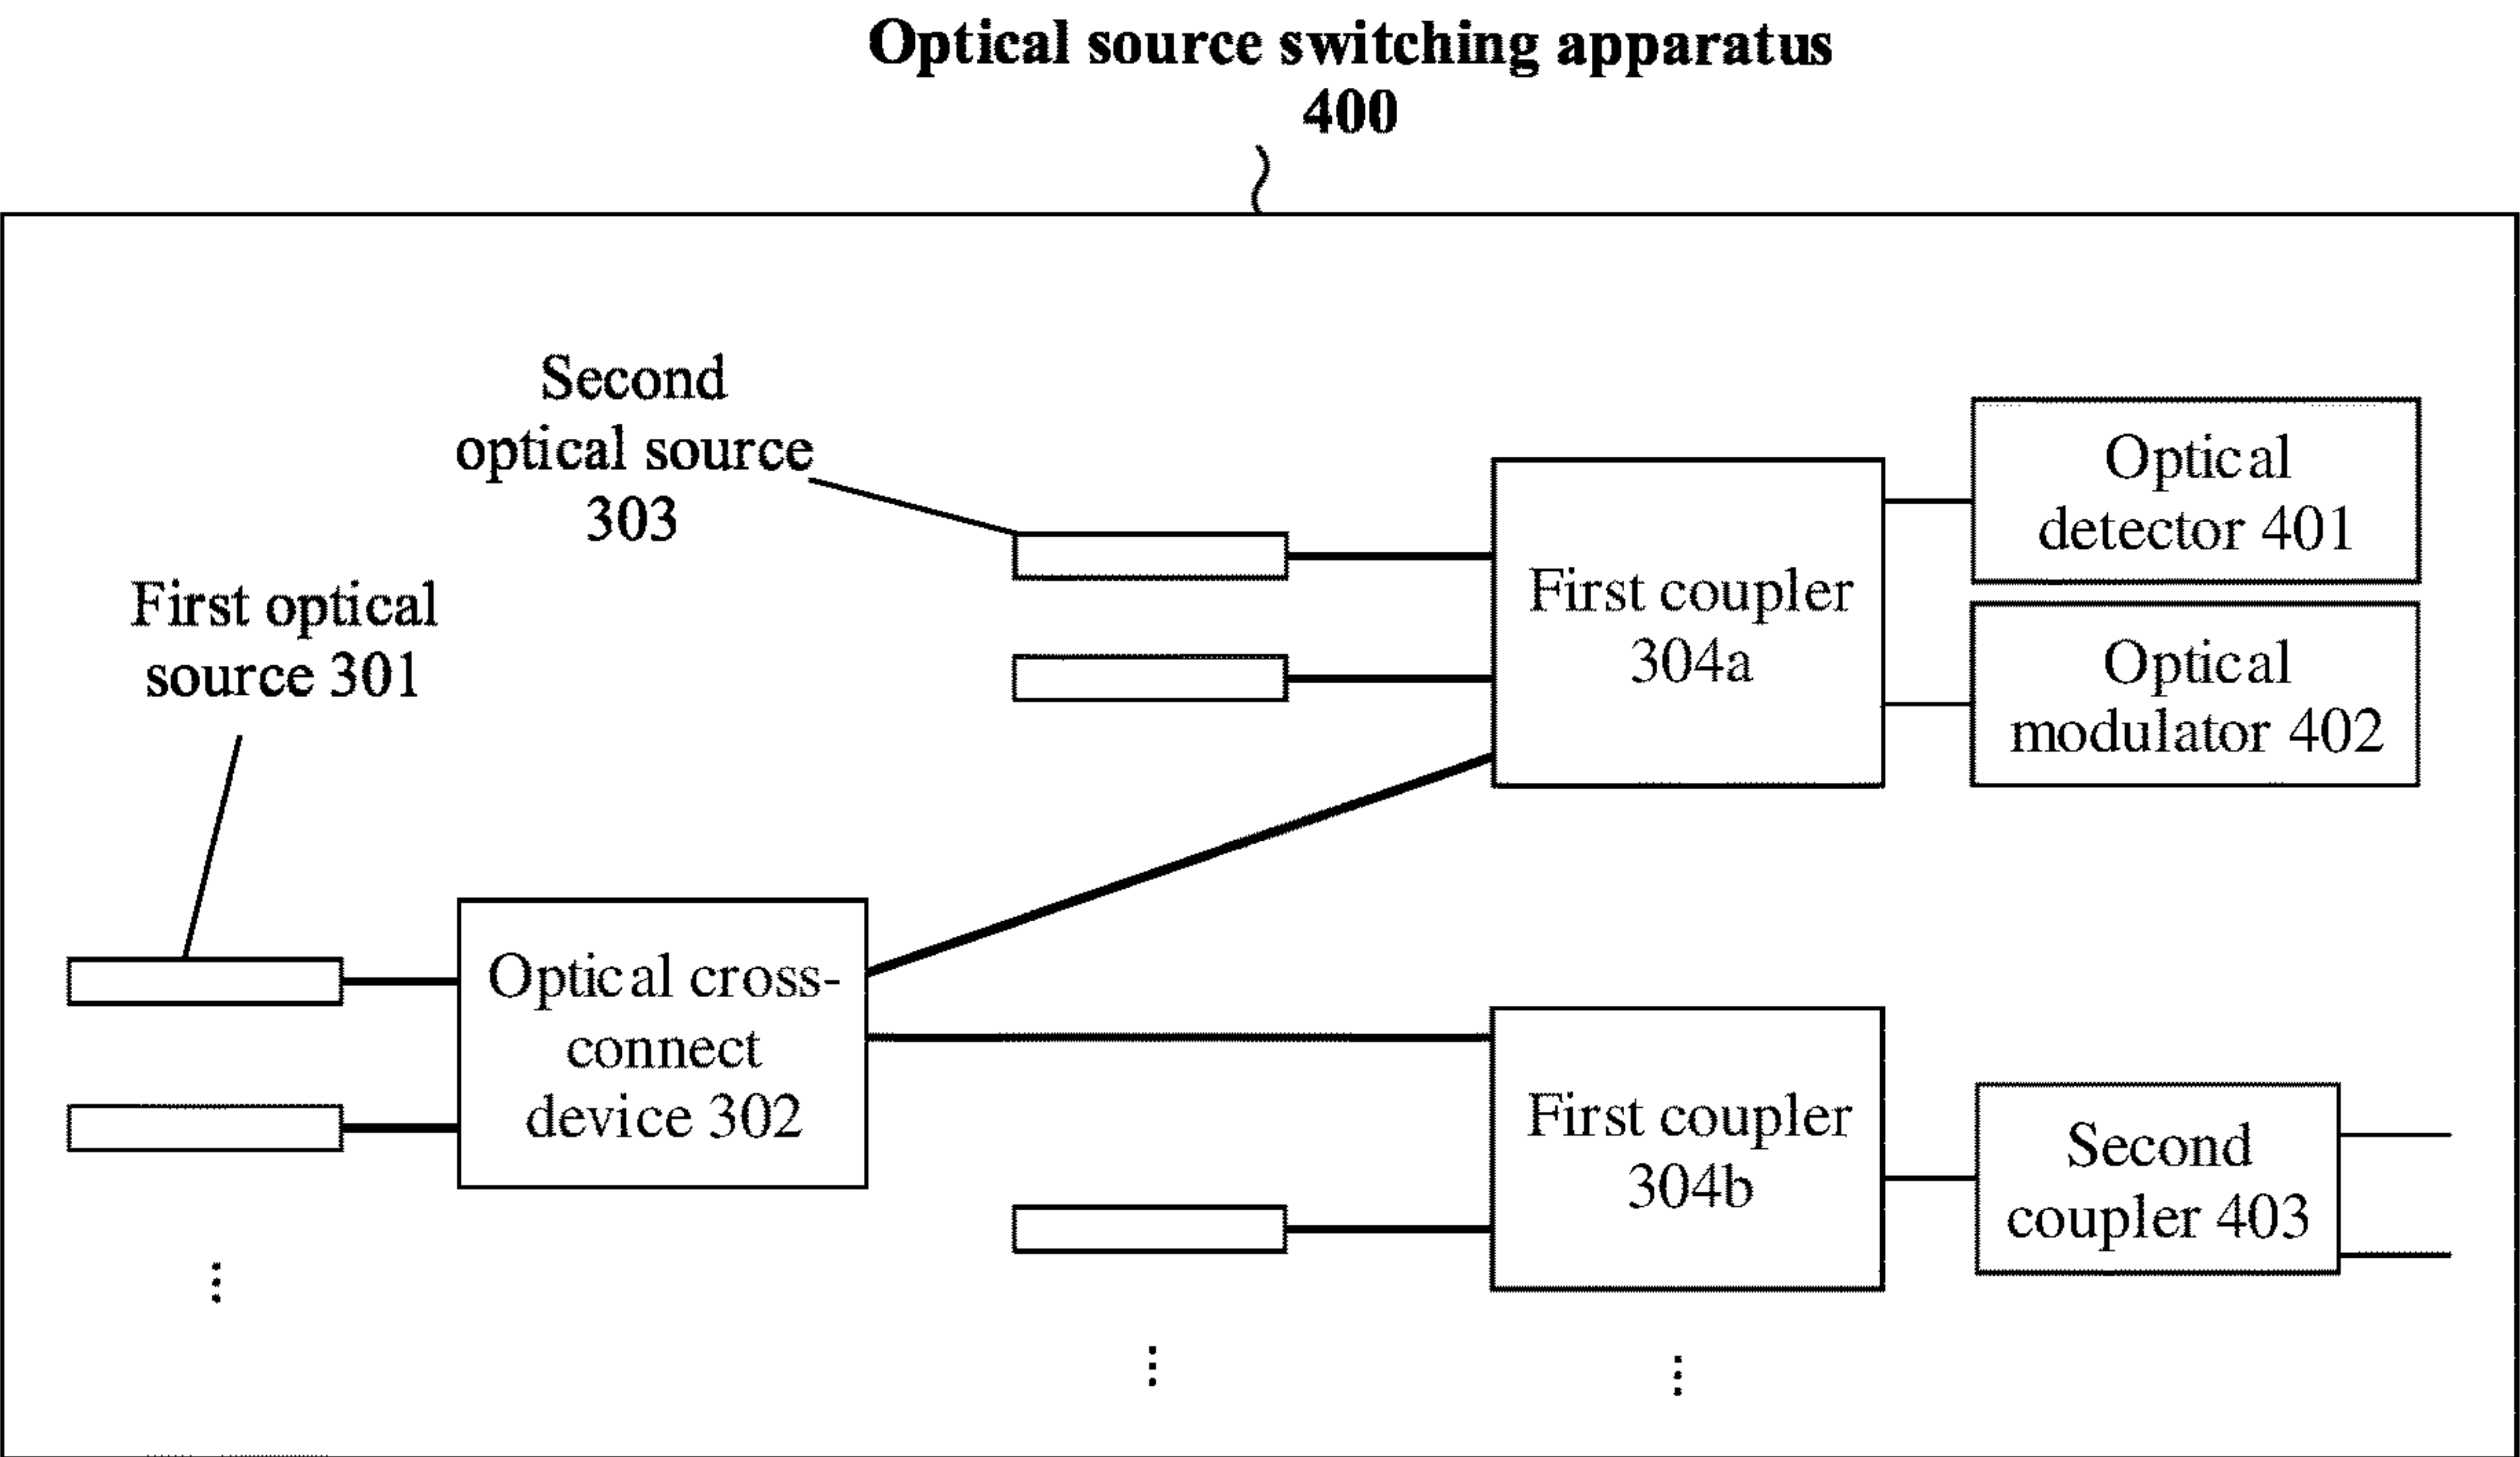 Optical source switching apparatus
400
Second
optical source
303
First optical
source 301
Optical cross-
connect
device 302
First coupler
304a
Optical
detector 401
Optical
modulator 402
First coupler
304b
Second
coupler 403